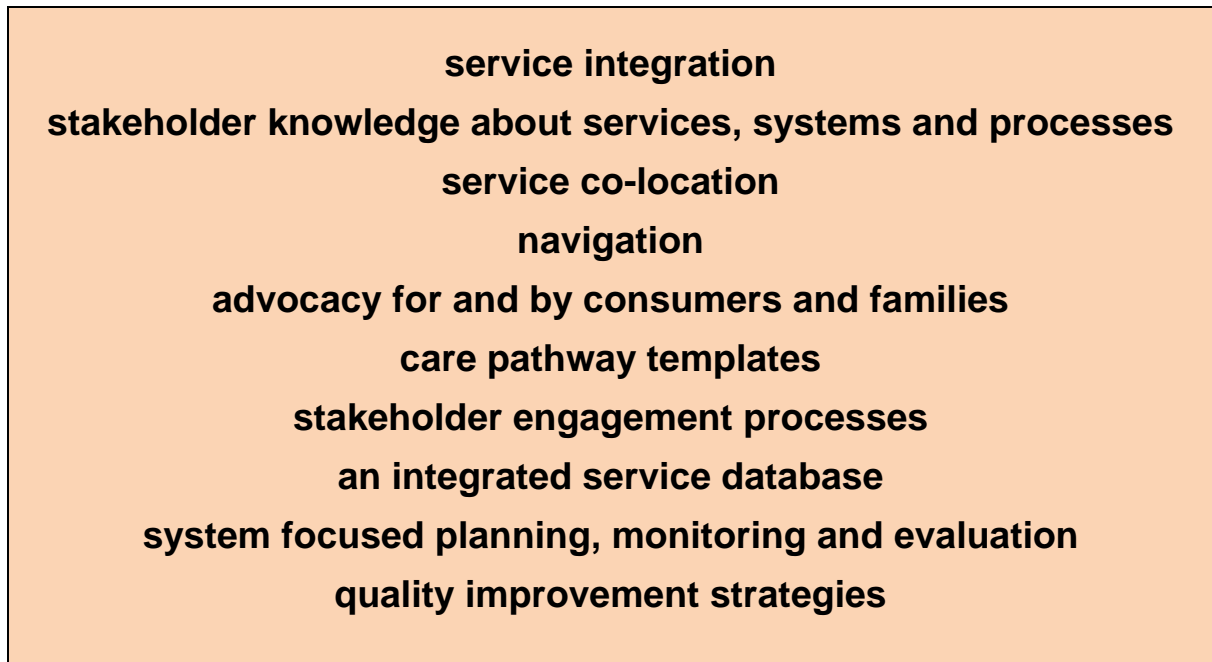 service integration
stakeholder knowledge about services, systems and processes
service co-location
navigation
advocacy for and by consumers and families
care pathway templates
stakeholder engagement processes
an integrated service database
system focused planning, monitoring and evaluation
quality improvement strategies